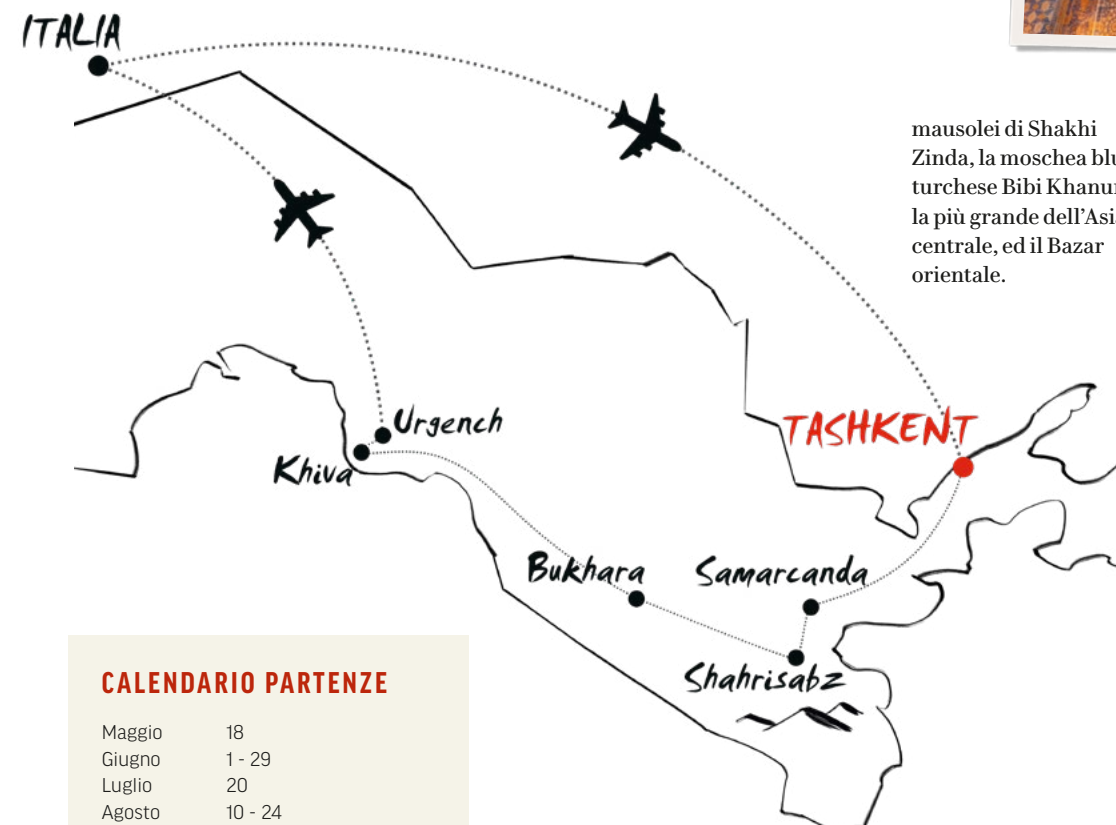 ITALIA
mausolei di Shakhi
Zinda, la moschea blu
turchese Bibi Khanum
la più grande dell’Asia
centrale, ed il Bazar
orientale.
Urgench
TASHKENT
Khiva
Bukhara
Samarcanda
Shahrisabz
CALENDARIO PARTENZE
Maggio 18
Giugno 1 - 29
Luglio 20
Agosto 10 - 24